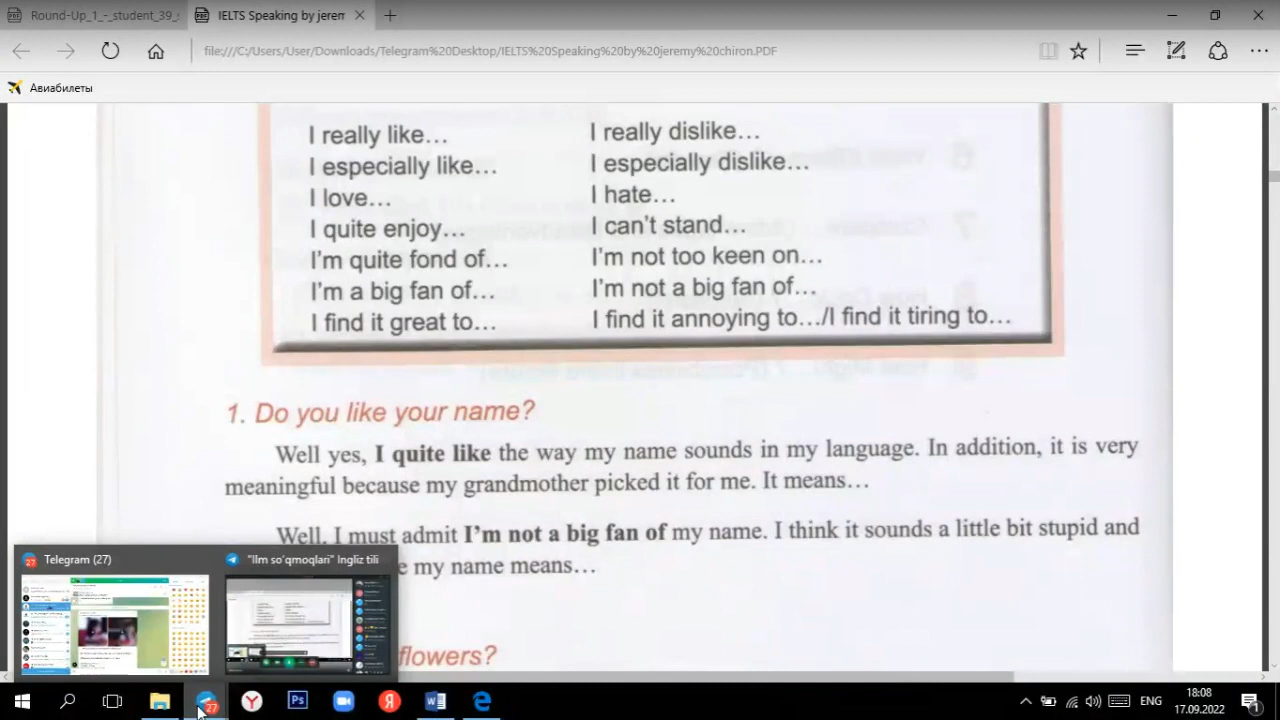 Round-Up_1_-_student_39_s
IELTS Speaking by jerem
file:///C:/Users/User/Downloads/Telegram%20Desktop/IELTS%20Speaking%20by%20jeremy%20chiron.PDF
Авиабилеты
I really like…
I really dislike…
I especially like…
I especially dislike…
I love…
I hate…
I quite enjoy…
I can't stand…
I'm quite fond of…
I'm not too keen on…
I'm a big fan of…
I'm not a big fan of…
I find it great to…
I find it annoying to…/I find it tiring to…
1. Do you like your name?
Well yes, I quite like the way my name sounds in my language. In addition, it is very
meaningful because my grandmother picked it for me. It means…
Well, I must admit I'm not a big fan of my name. I think it sounds a little bit stupid and
my name means…
flowers?
27 Telegram (27)
"Ilm so'qmoqlari" Ingliz tili
27
Ps
Я
ENG
18:08
17.09.2022
1